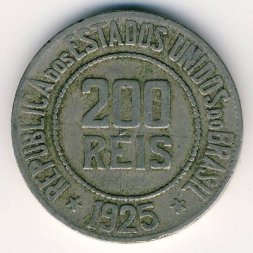 REPUBLICA DOS ESTADOS UNIDOS DO BRASIL
200
REIS
1925